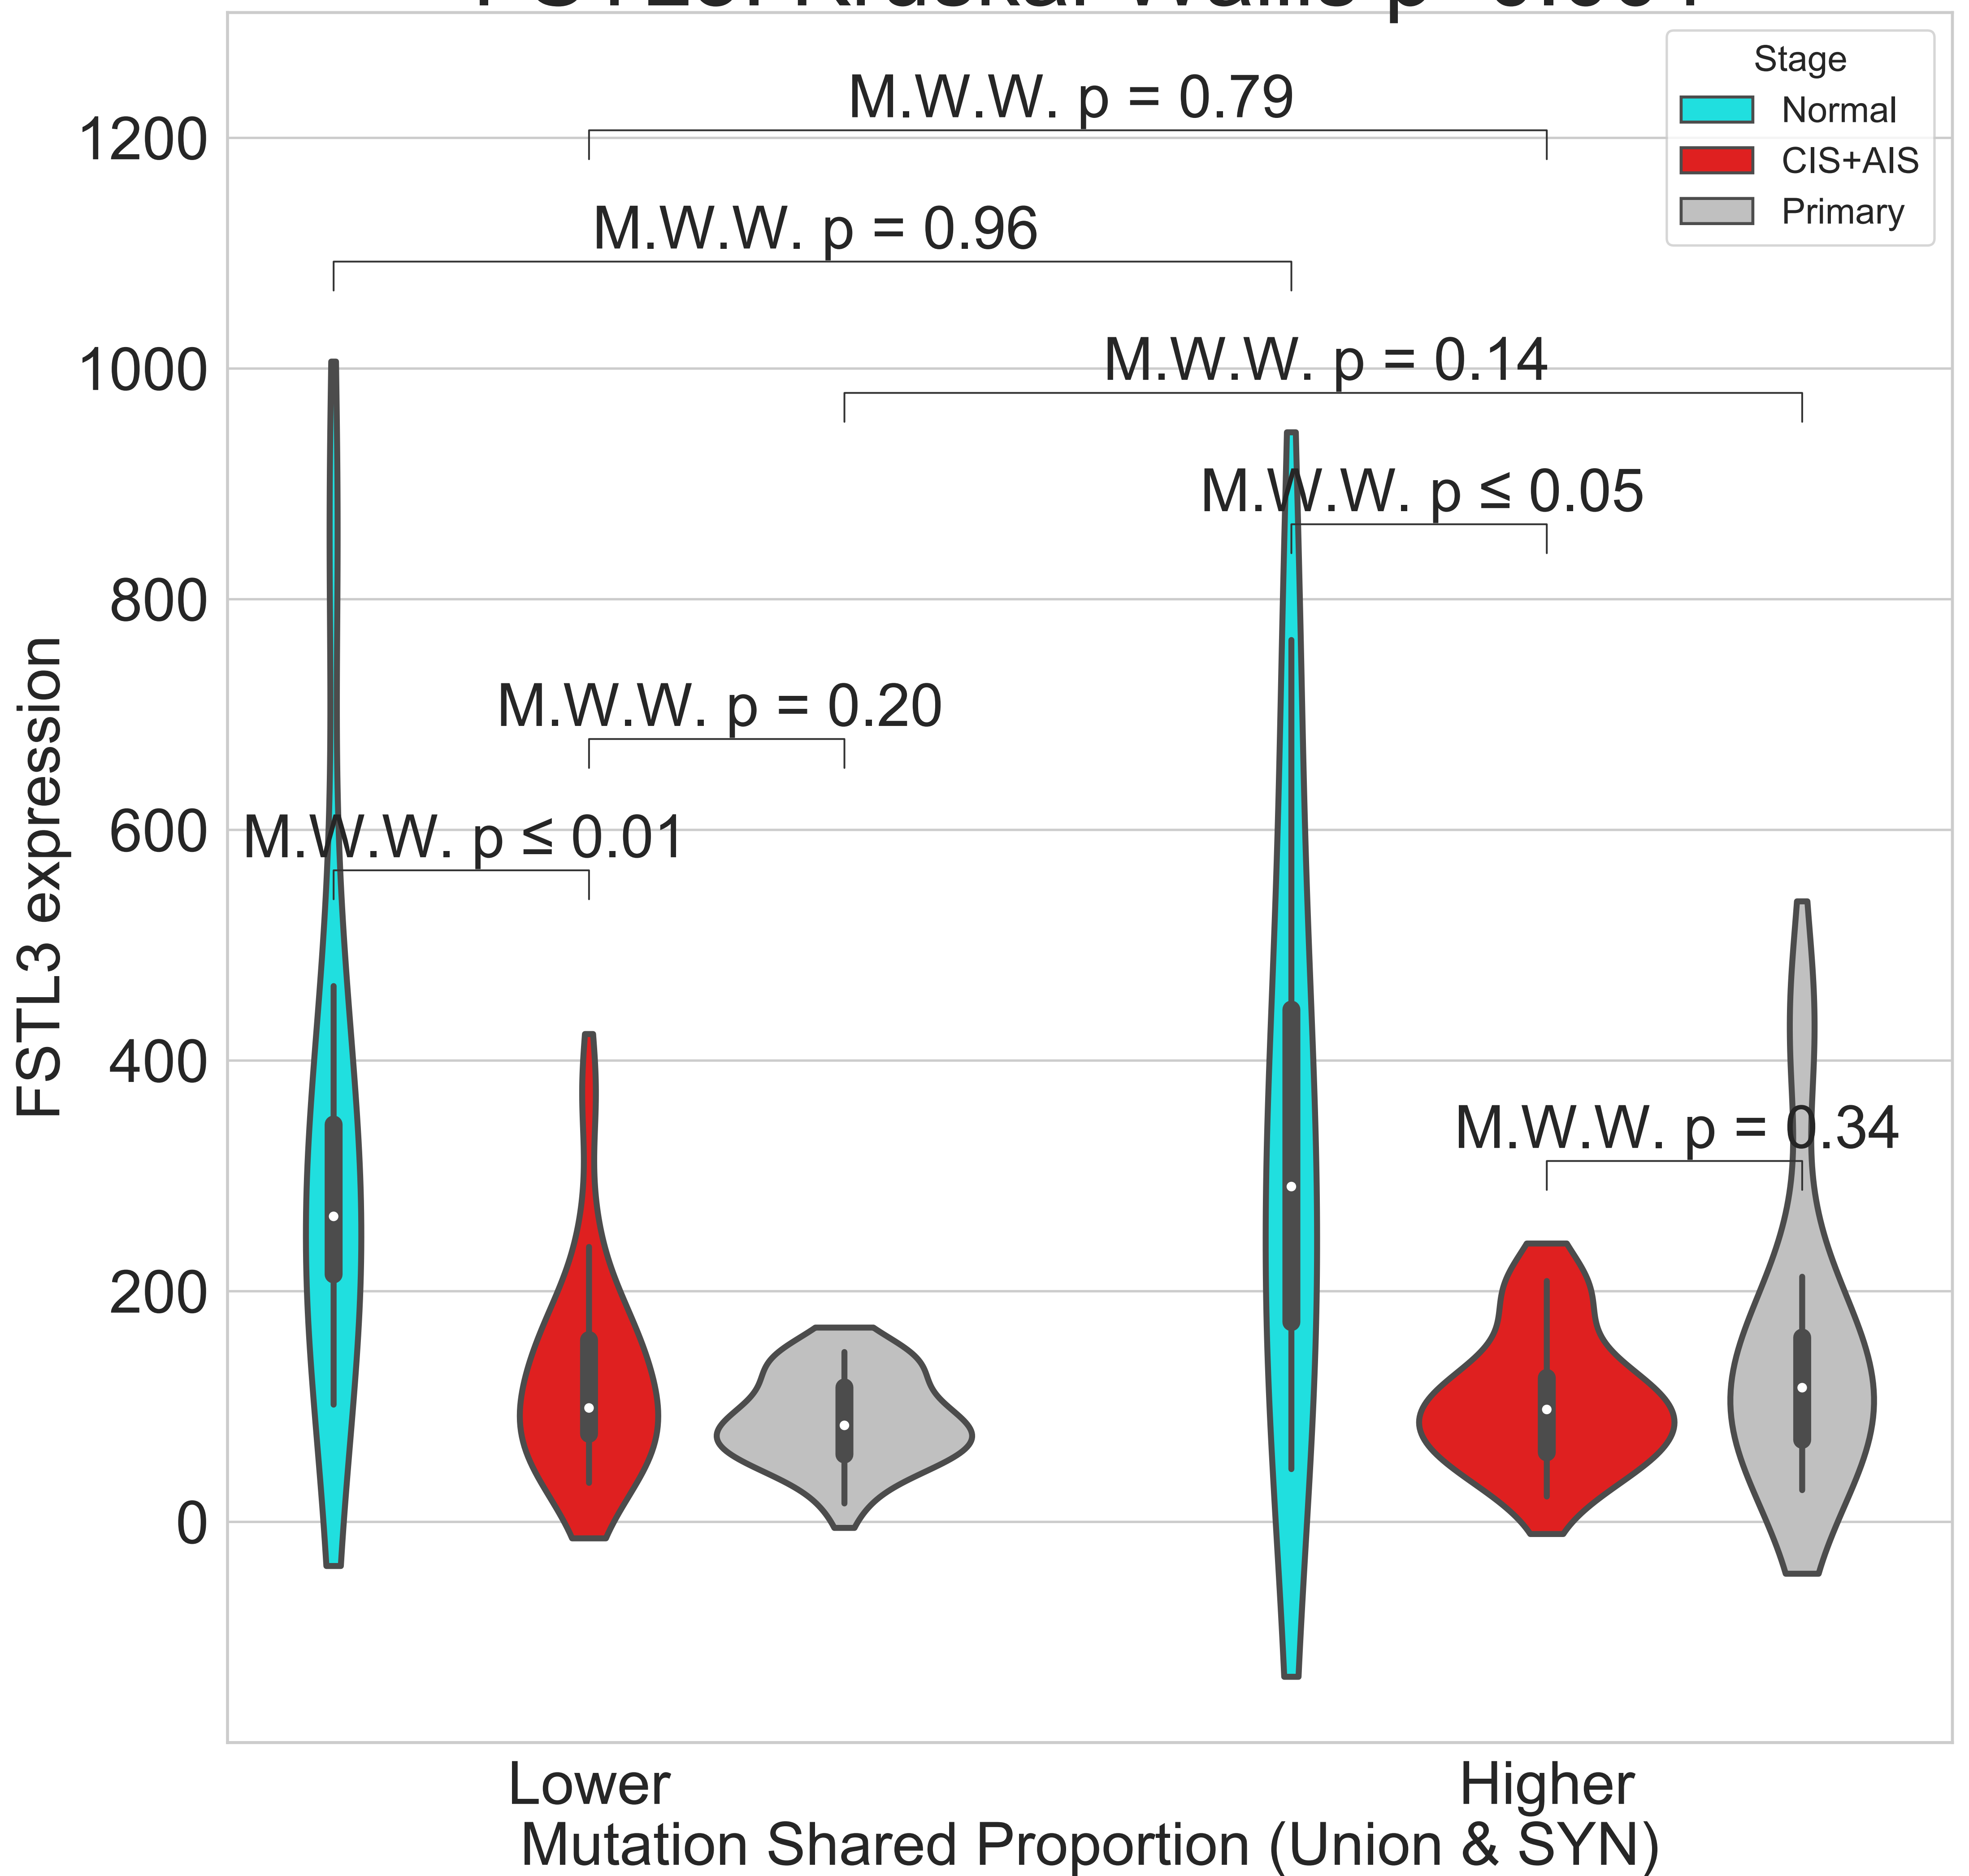 Stage
Normal
CIS+AIS
Primary
M.W.W. p = 0.79
M.W.W. p = 0.96
M.W.W. p = 0.14
M.W.W. p ≤ 0.05
M.W.W. p = 0.20
M.W.W. p ≤ 0.01
M.W.W. p = 0.34
1200
1000
800
600
400
200
0
FSTL3 expression
Lower
Higher
Mutation Shared Proportion (Union & SYN)